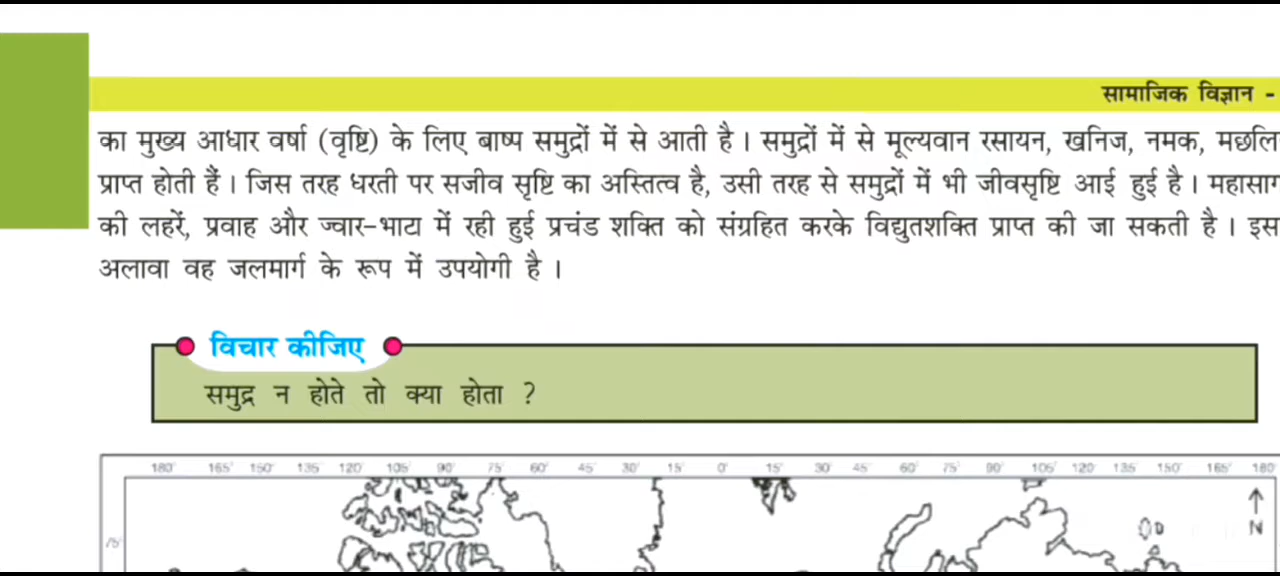 सामाजिक विज्ञान -
का मुख्य आधार वर्षा (वृष्टि) के लिए बाष्प समुद्रों में से आती है । समुद्रों में से मूल्यवान रसायन, खनिज, नमक, मछलि
प्राप्त होती हैं । जिस तरह धरती पर सजीव सृष्टि का अस्तित्व है, उसी तरह से समुद्रों में भी जीवसृष्टि आई हुई है । महासाग
की लहरें, प्रवाह और ज्वार-भाटा में रही हुई प्रचंड शक्ति को संग्रहित करके विद्युतशक्ति प्राप्त की जा सकती है । इस
अलावा वह जलमार्ग के रूप में उपयोगी है ।
विचार कीजिए
समुद्र न होते तो क्या होता ?
180° 165° 150° 135° 120° 105° 90° 75° 60° 45° 30° 15° 0° 15° 30° 45° 60° 75° 90° 105° 120° 135° 150° 165° 180°
N
75°